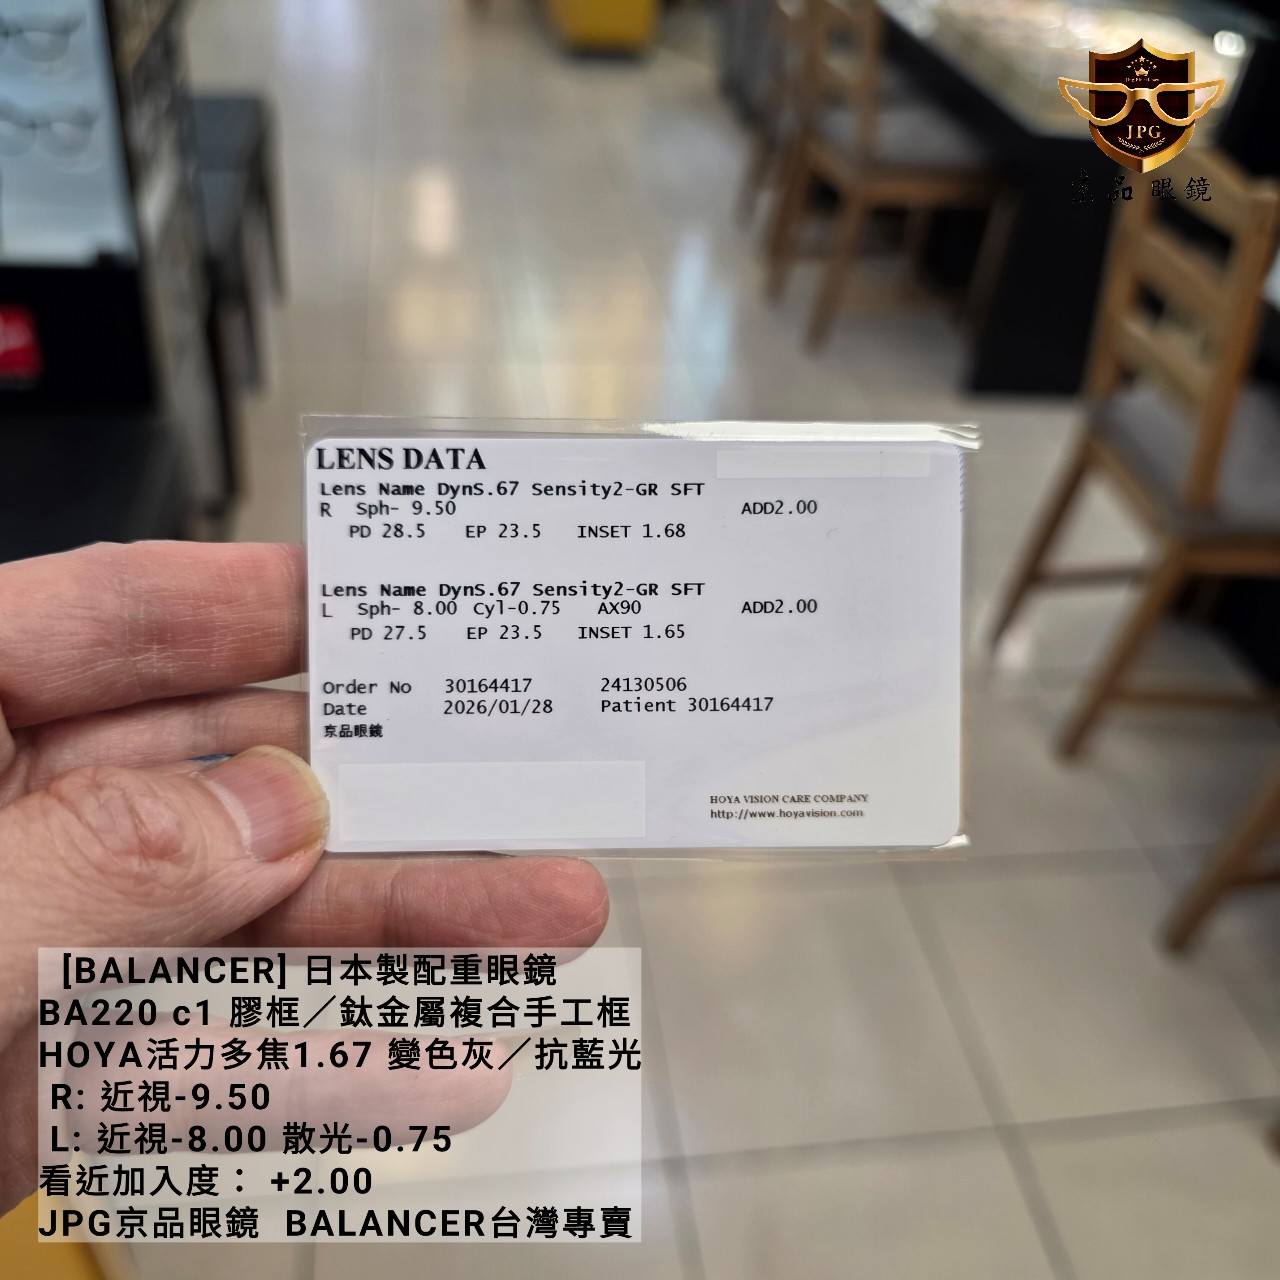 JPG
京品眼鏡
LENS DATA
Lens Name DynS.67 Sensity2-GR SFT
R Sph- 9.50 ADD2.00
PD 28.5 EP 23.5 INSET 1.68
Lens Name DynS.67 Sensity2-GR SFT
L Sph- 8.00 Cyl-0.75 AX90 ADD2.00
PD 27.5 EP 23.5 INSET 1.65
Order No 30164417 24130506
Date 2026/01/28 Patient 30164417
京品眼鏡
HOYA VISION CARE COMPANY
http://www.hoyavision.com
[BALANCER] 日本製配重眼鏡
BA220 c1 膠框／鈦金屬複合手工框
HOYA活力多焦1.67 變色灰／抗藍光
R: 近視-9.50
L: 近視-8.00 散光-0.75
看近加入度： +2.00
JPG京品眼鏡 BALANCER台灣專賣